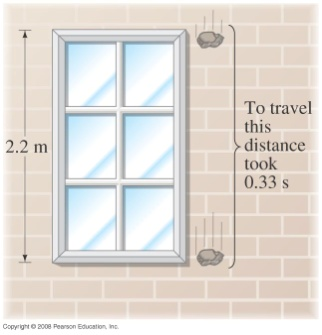 2.2 m
To travel
this
distance
took
0.33 s
Copyright © 2008 Pearson Education, Inc.